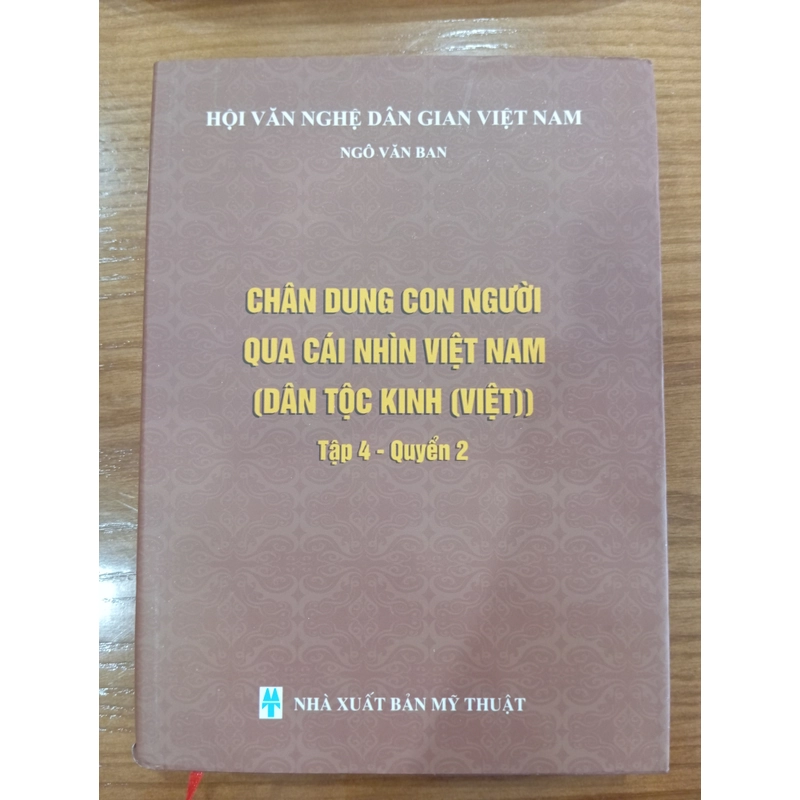 HỘI VĂN NGHỆ DÂN GIAN VIỆT NAM
NGÔ VĂN BAN
CHÂN DUNG CON NGƯỜI
QUA CÁI NHÌN VIỆT NAM
(DÂN TỘC KINH (VIỆT))
Tập 4 - Quyển 2
MT NHÀ XUẤT BẢN MỸ THUẬT